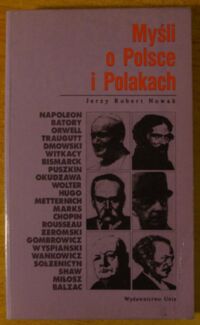 Myśli
o Polsce
i Polakach
Jerzy Robert Nowak
NAPOLEON
BATORY
ORWELL
TRAUGUTT
DMOWSKI
WITKACY
BISMARCK
PUSZKIN
OKUDŻAWA
WOLTER
HUGO
METTERNICH
MARKS
CHOPIN
ROUSSEAU
ŻEROMSKI
GOMBROWICZ
WYSPIAŃSKI
WAŃKOWICZ
SOŁŻENICYN
SHAW
MIŁOSZ
BALZAC
Wydawnictwo Unia